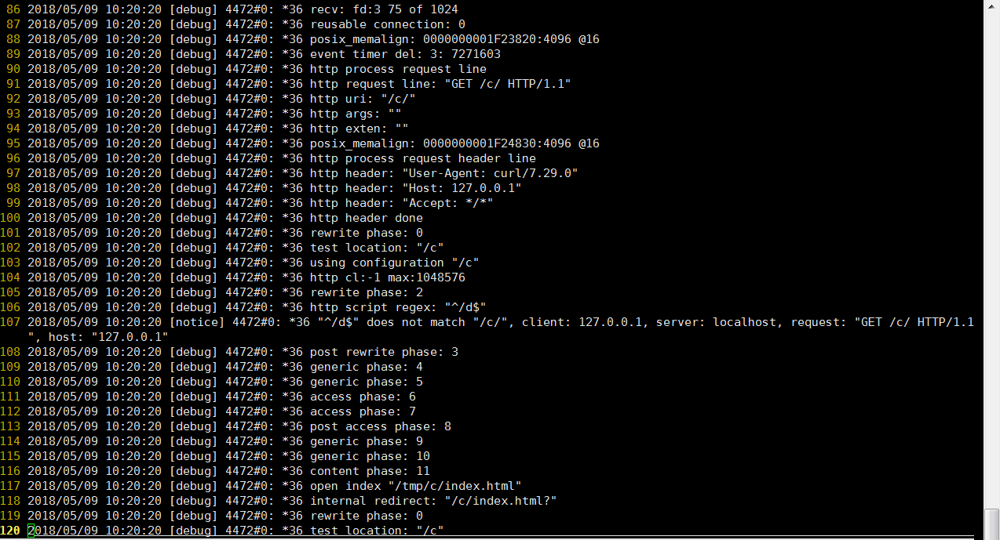 86 2018/05/09 10:20:20 [debug] 4472#0: *36 recv: fd:3 75 of 1024
87 2018/05/09 10:20:20 [debug] 4472#0: *36 reusable connection: 0
88 2018/05/09 10:20:20 [debug] 4472#0: *36 posix_memalign: 0000000001F23820:4096 @16
89 2018/05/09 10:20:20 [debug] 4472#0: *36 event timer del: 3: 7271603
90 2018/05/09 10:20:20 [debug] 4472#0: *36 http process request line
91 2018/05/09 10:20:20 [debug] 4472#0: *36 http request line: "GET /c/ HTTP/1.1"
92 2018/05/09 10:20:20 [debug] 4472#0: *36 http uri: "/c/"
93 2018/05/09 10:20:20 [debug] 4472#0: *36 http args: ""
94 2018/05/09 10:20:20 [debug] 4472#0: *36 http exten: ""
95 2018/05/09 10:20:20 [debug] 4472#0: *36 posix_memalign: 0000000001F24830:4096 @16
96 2018/05/09 10:20:20 [debug] 4472#0: *36 http process request header line
97 2018/05/09 10:20:20 [debug] 4472#0: *36 http header: "User-Agent: curl/7.29.0"
98 2018/05/09 10:20:20 [debug] 4472#0: *36 http header: "Host: 127.0.0.1"
99 2018/05/09 10:20:20 [debug] 4472#0: *36 http header: "Accept: */*"
100 2018/05/09 10:20:20 [debug] 4472#0: *36 http header done
101 2018/05/09 10:20:20 [debug] 4472#0: *36 rewrite phase: 0
102 2018/05/09 10:20:20 [debug] 4472#0: *36 test location: "/c"
103 2018/05/09 10:20:20 [debug] 4472#0: *36 using configuration "/c"
104 2018/05/09 10:20:20 [debug] 4472#0: *36 http cl:-1 max:1048576
105 2018/05/09 10:20:20 [debug] 4472#0: *36 rewrite phase: 2
106 2018/05/09 10:20:20 [debug] 4472#0: *36 http script regex: "^/d$"
107 2018/05/09 10:20:20 [notice] 4472#0: *36 "^/d$" does not match "/c/", client: 127.0.0.1, server: localhost, request: "GET /c/ HTTP/1.1
", host: "127.0.0.1"
108 2018/05/09 10:20:20 [debug] 4472#0: *36 post rewrite phase: 3
109 2018/05/09 10:20:20 [debug] 4472#0: *36 generic phase: 4
110 2018/05/09 10:20:20 [debug] 4472#0: *36 generic phase: 5
111 2018/05/09 10:20:20 [debug] 4472#0: *36 access phase: 6
112 2018/05/09 10:20:20 [debug] 4472#0: *36 access phase: 7
113 2018/05/09 10:20:20 [debug] 4472#0: *36 post access phase: 8
114 2018/05/09 10:20:20 [debug] 4472#0: *36 generic phase: 9
115 2018/05/09 10:20:20 [debug] 4472#0: *36 generic phase: 10
116 2018/05/09 10:20:20 [debug] 4472#0: *36 content phase: 11
117 2018/05/09 10:20:20 [debug] 4472#0: *36 open index "/tmp/c/index.html"
118 2018/05/09 10:20:20 [debug] 4472#0: *36 internal redirect: "/c/index.html?"
119 2018/05/09 10:20:20 [debug] 4472#0: *36 rewrite phase: 0
120 2018/05/09 10:20:20 [debug] 4472#0: *36 test location: "/c"